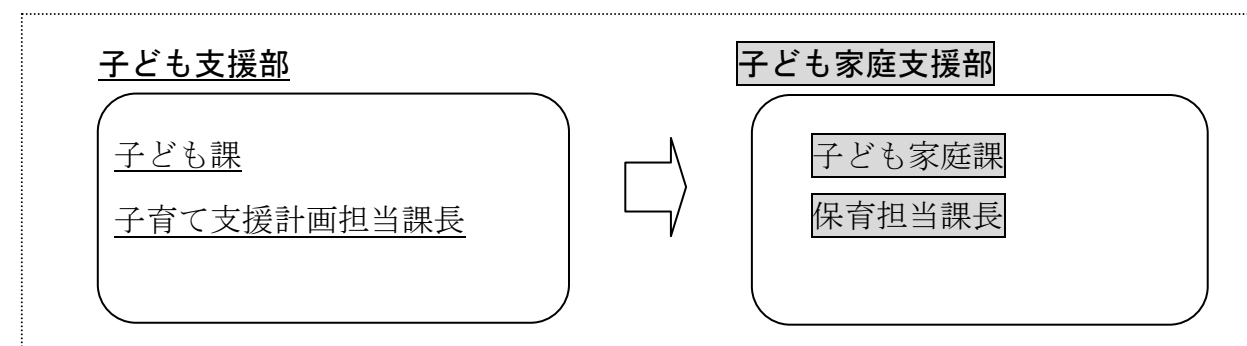 子ども支援部
子ども課
子育て支援計画担当課長
子ども家庭支援部
子ども家庭課
保育担当課長